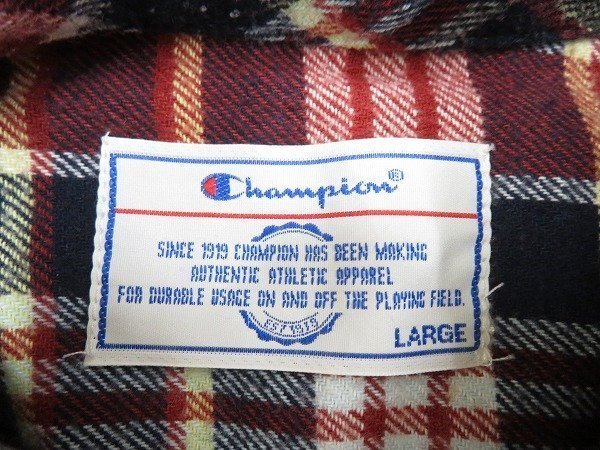 Champion®
SINCE 1919 CHAMPION HAS BEEN MAKING
AUTHENTIC ATHLETIC APPAREL
FOR DURABLE USAGE ON AND OFF THE PLAYING FIELD.
EST 1919
LARGE